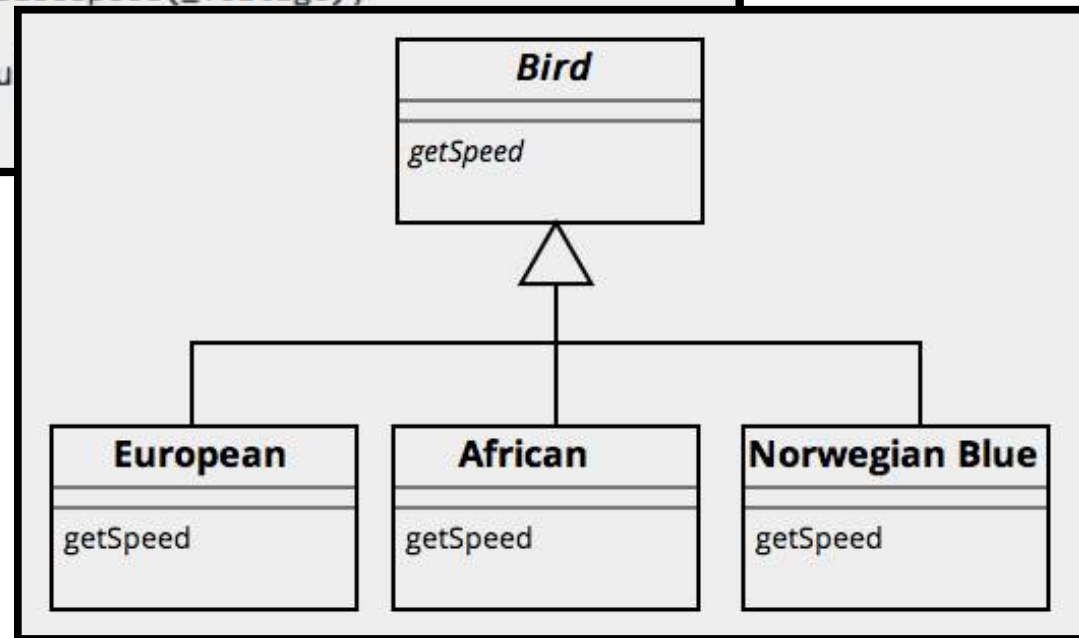 u
Bird
getSpeed
European
African
Norwegian Blue
getSpeed
getSpeed
getSpeed